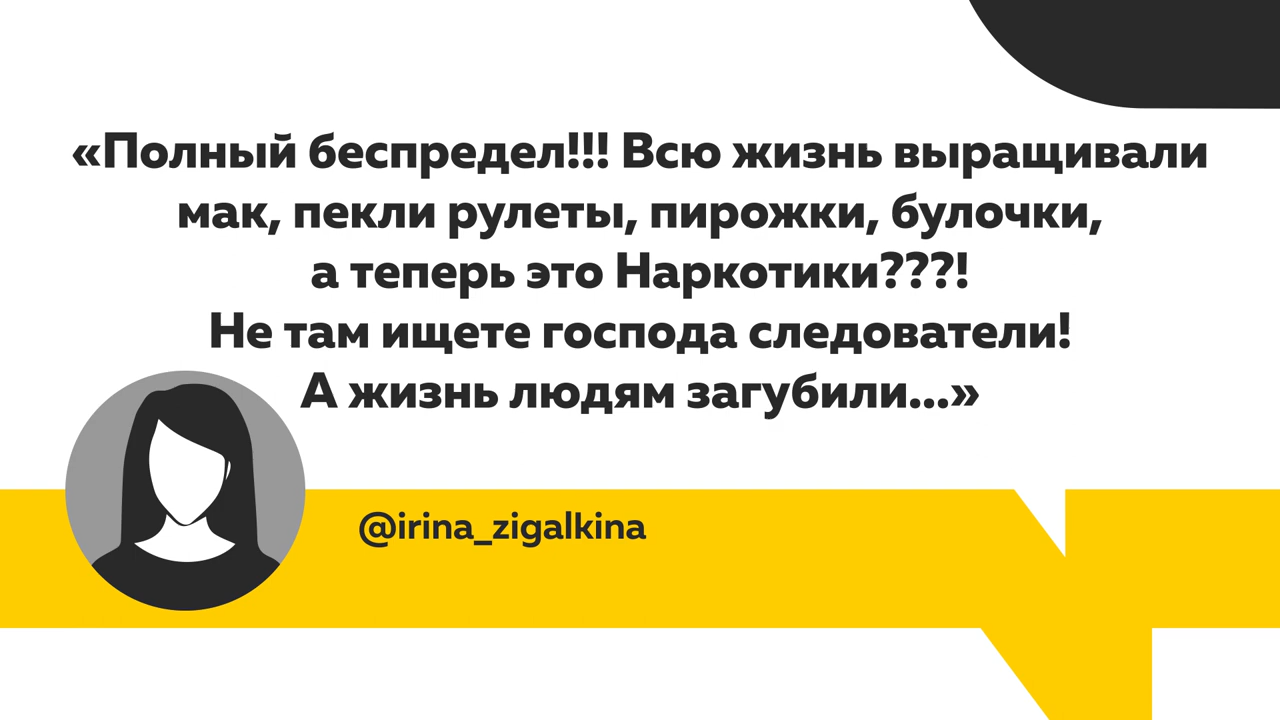 «Полный беспредел!!! Всю жизнь выращивали
мак, пекли рулеты, пирожки, булочки,
а теперь это Наркотики???!
Не там ищете господа следователи!
А жизнь людям загубили...»
@irina_zigalkina